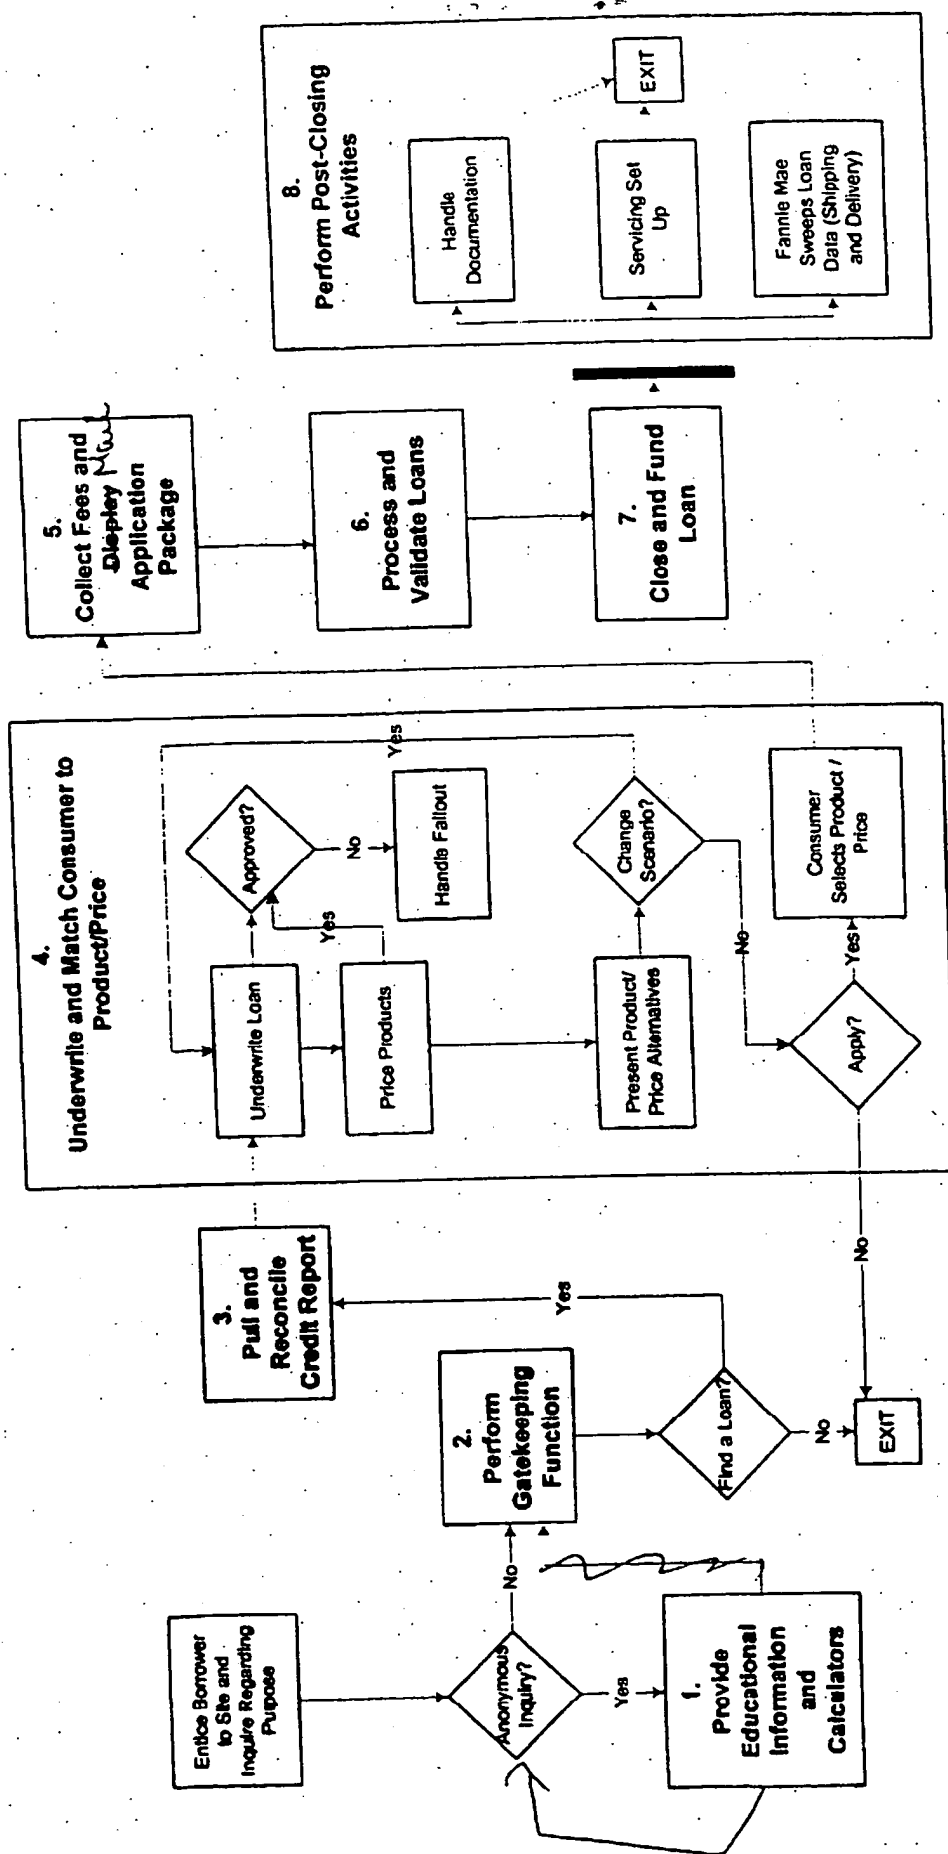 Entice Borrower
to Site and
Inquire Regarding
Purpose
Anonymous
Inquiry?
No
Yes
1.
Provide
Educational
Information
and
Calculators
2.
Perform
Gatekeeping
Function
Find a Loan?
No
EXIT
Yes
3.
Pull and
Reconcile
Credit Report
4.
Underwrite and Match Consumer to
Product/Price
Underwrite Loan
Approved?
No
Handle Fallout
Yes
Price Products
Present Product/
Price Alternatives
Change
Scenario?
Yes
No
Apply?
No
Yes
Consumer
Selects Product /
Price
5.
Collect Fees and
Display
Application
Package
6.
Process and
Validate Loans
7.
Close and Fund
Loan
8.
Perform Post-Closing
Activities
Handle
Documentation
Servicing Set
Up
EXIT
Fannie Mae
Sweeps Loan
Data (Shipping
and Delivery)